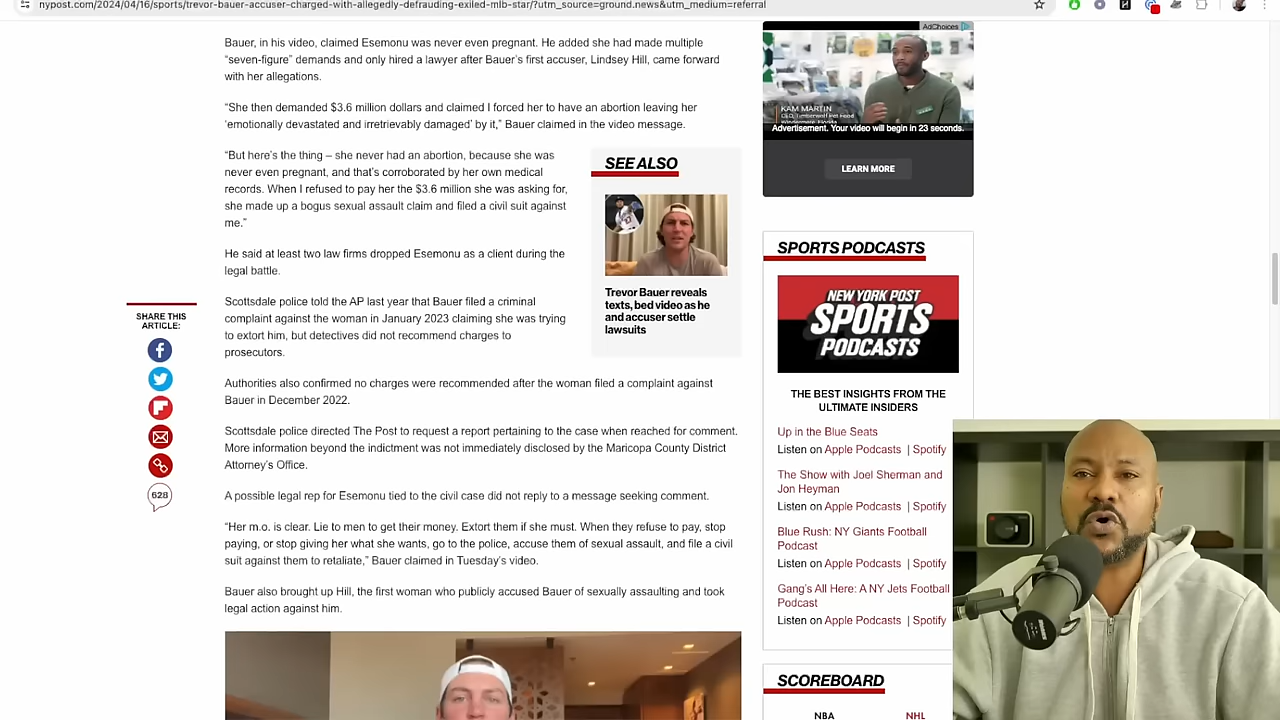 nypost.com/2024/04/16/sports/trevor-bauer-accuser-charged-with-allegedly-defrauding-exiled-mlb-star/?utm_source=ground.news&utm_medium=referral
Bauer, in his video, claimed Esemonu was never even pregnant. He added she had made multiple
“seven-figure” demands and only hired a lawyer after Bauer’s first accuser, Lindsey Hill, came forward
with her allegations.
“She then demanded $3.6 million dollars and claimed I forced her to have an abortion leaving her
‘emotionally devastated and irretrievably damaged’ by it,” Bauer claimed in the video message.
“But here’s the thing – she never had an abortion, because she was
never even pregnant, and that’s corroborated by her own medical
records. When I refused to pay her the $3.6 million she was asking for,
she made up a bogus sexual assault claim and filed a civil suit against
me.”
He said at least two law firms dropped Esemonu as a client during the
legal battle.
Scottsdale police told the AP last year that Bauer filed a criminal
complaint against the woman in January 2023 claiming she was trying
to extort him, but detectives did not recommend charges to
prosecutors.
Authorities also confirmed no charges were recommended after the woman filed a complaint against
Bauer in December 2022.
Scottsdale police directed The Post to request a report pertaining to the case when reached for comment.
More information beyond the indictment was not immediately disclosed by the Maricopa County District
Attorney’s Office.
A possible legal rep for Esemonu tied to the civil case did not reply to a message seeking comment.
“Her m.o. is clear. Lie to men to get their money. Extort them if she must. When they refuse to pay, stop
paying, or stop giving her what she wants, go to the police, accuse them of sexual assault, and file a civil
suit against them to retaliate,” Bauer claimed in Tuesday’s video.
Bauer also brought up Hill, the first woman who publicly accused Bauer of sexually assaulting and took
legal action against him.
SHARE THIS
ARTICLE:
628
SEE ALSO
Trevor Bauer reveals
texts, bed video as he
and accuser settle
lawsuits
AdChoices
KAM MARTIN
Advertisement. Your video will begin in 23 seconds.
LEARN MORE
SPORTS PODCASTS
NEW YORK POST
SPORTS
PODCASTS
THE BEST INSIGHTS FROM THE
ULTIMATE INSIDERS
Up in the Blue Seats
Listen on Apple Podcasts | Spotify
The Show with Joel Sherman and
Jon Heyman
Listen on Apple Podcasts | Spotify
Blue Rush: NY Giants Football
Podcast
Listen on Apple Podcasts | Spotify
Gang's All Here: A NY Jets Football
Podcast
Listen on Apple Podcasts | Spotify
SCOREBOARD
NBA
NHL